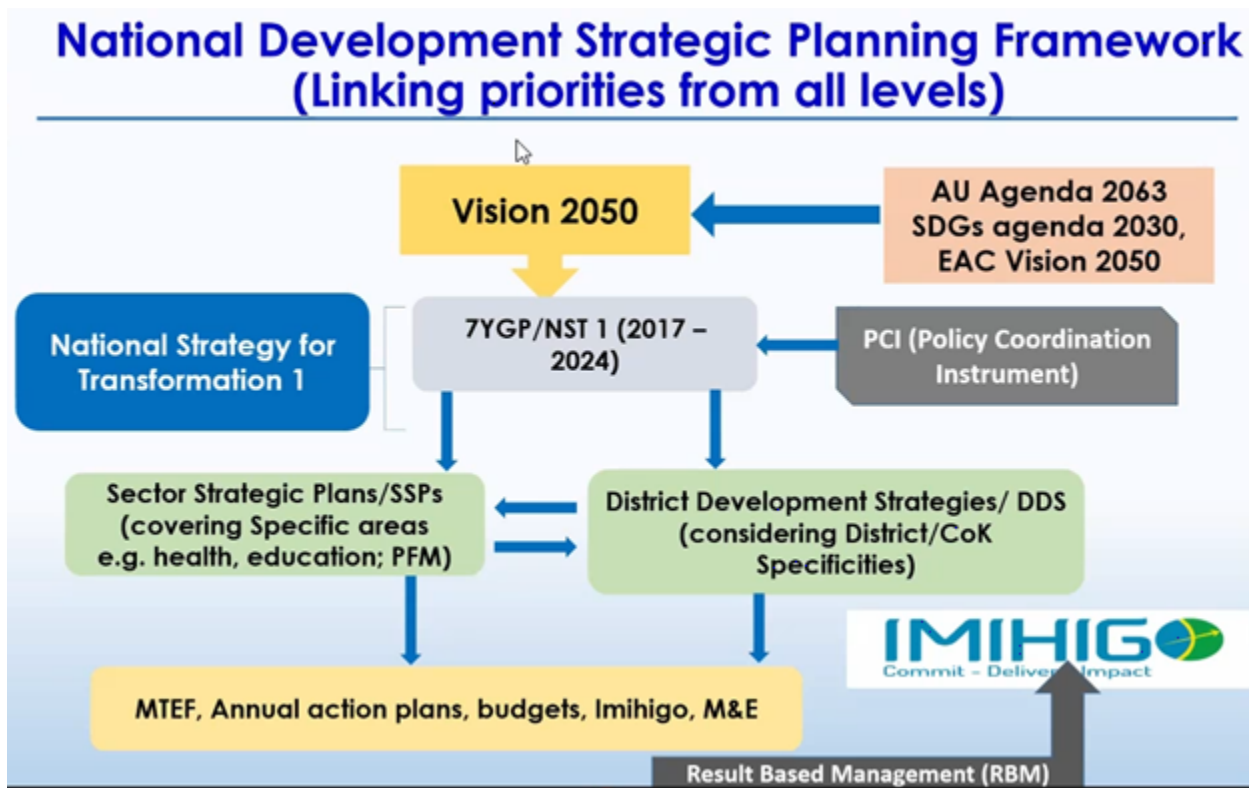 National Development Strategic Planning Framework
(Linking priorities from all levels)
Vision 2050
AU Agenda 2063
SDGs agenda 2030,
EAC Vision 2050
National Strategy for
Transformation 1
7YGP/NST 1 (2017 –
2024)
PCI (Policy Coordination
Instrument)
Sector Strategic Plans/SSPs
(covering Specific areas
e.g. health, education; PFM)
District Development Strategies/ DDS
(considering District/CoK
Specificities)
IMIHIGO
Commit - Deliver Impact
MTEF, Annual action plans, budgets, Imihigo, M&E
Result Based Management (RBM)